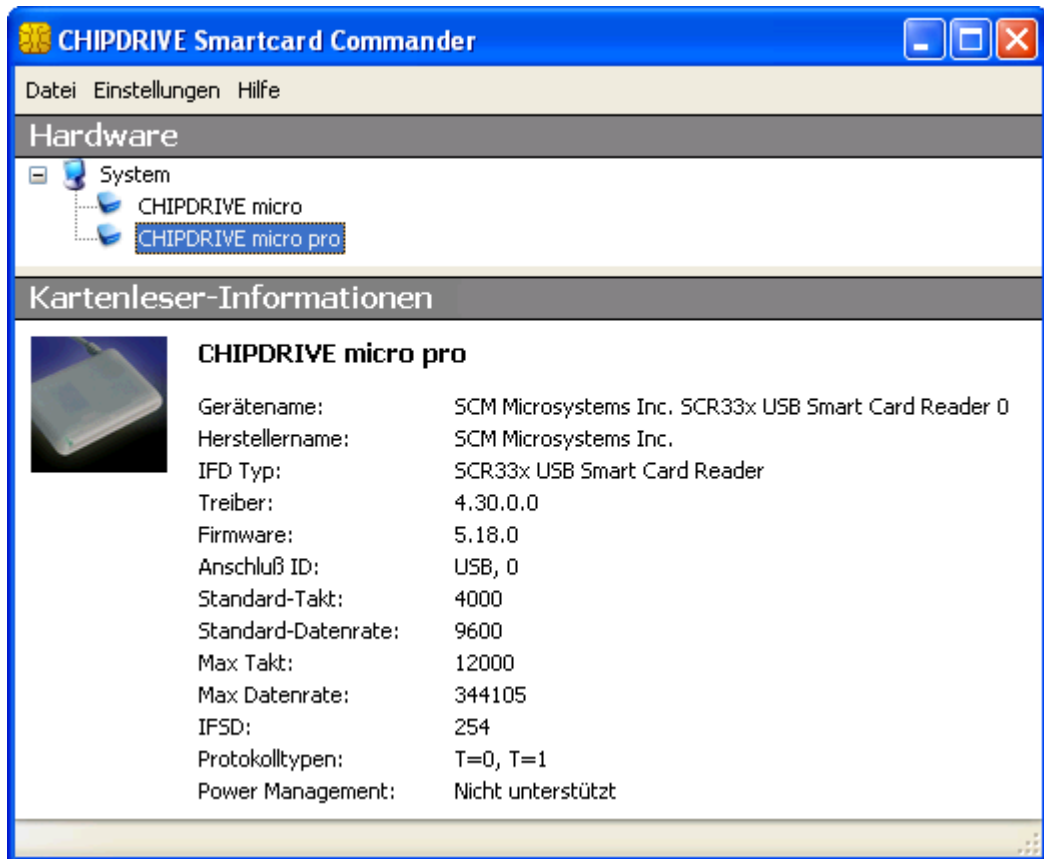 CHIPDRIVE Smartcard Commander
Datei Einstellungen Hilfe
Hardware
System
CHIPDRIVE micro
CHIPDRIVE micro pro
Kartenleser-Informationen
CHIPDRIVE micro pro
Gerätename: SCM Microsystems Inc. SCR33x USB Smart Card Reader 0
Herstellername: SCM Microsystems Inc.
IFD Typ: SCR33x USB Smart Card Reader
Treiber: 4.30.0.0
Firmware: 5.18.0
Anschluß ID: USB, 0
Standard-Takt: 4000
Standard-Datenrate: 9600
Max Takt: 12000
Max Datenrate: 344105
IFSD: 254
Protokolltypen: T=0, T=1
Power Management: Nicht unterstützt